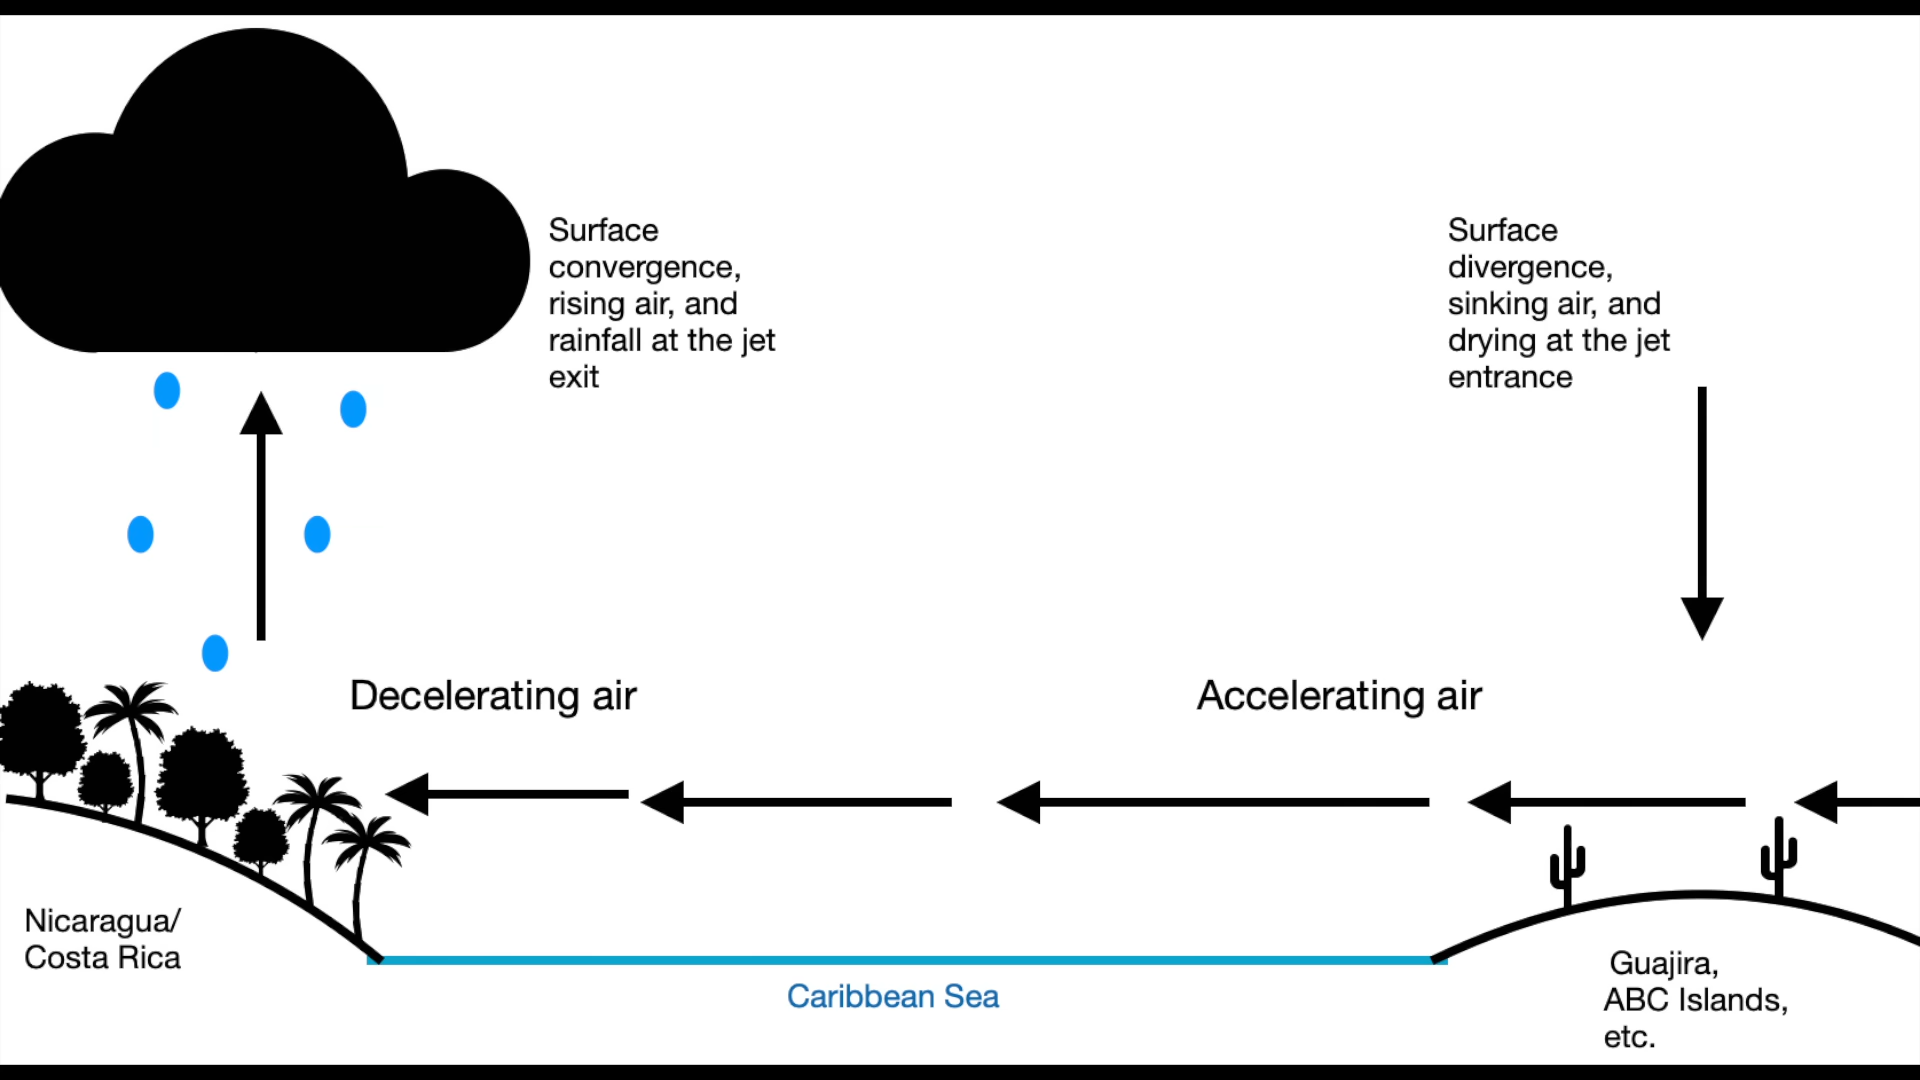 Surface
convergence,
rising air, and
rainfall at the jet
exit
Surface
divergence,
sinking air, and
drying at the jet
entrance
Decelerating air
Accelerating air
Nicaragua/
Costa Rica
Caribbean Sea
Guajira,
ABC Islands,
etc.